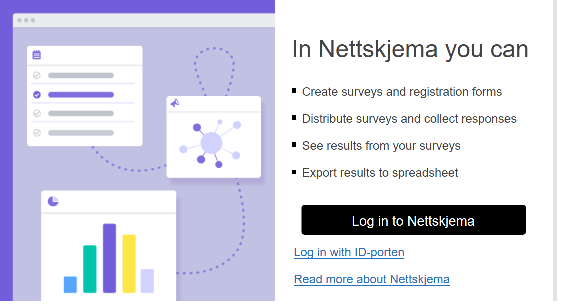 In Nettskjema you can
Create surveys and registration forms
Distribute surveys and collect responses
See results from your surveys
Export results to spreadsheet
Log in to Nettskjema
Log in with ID-porten
Read more about Nettskjema